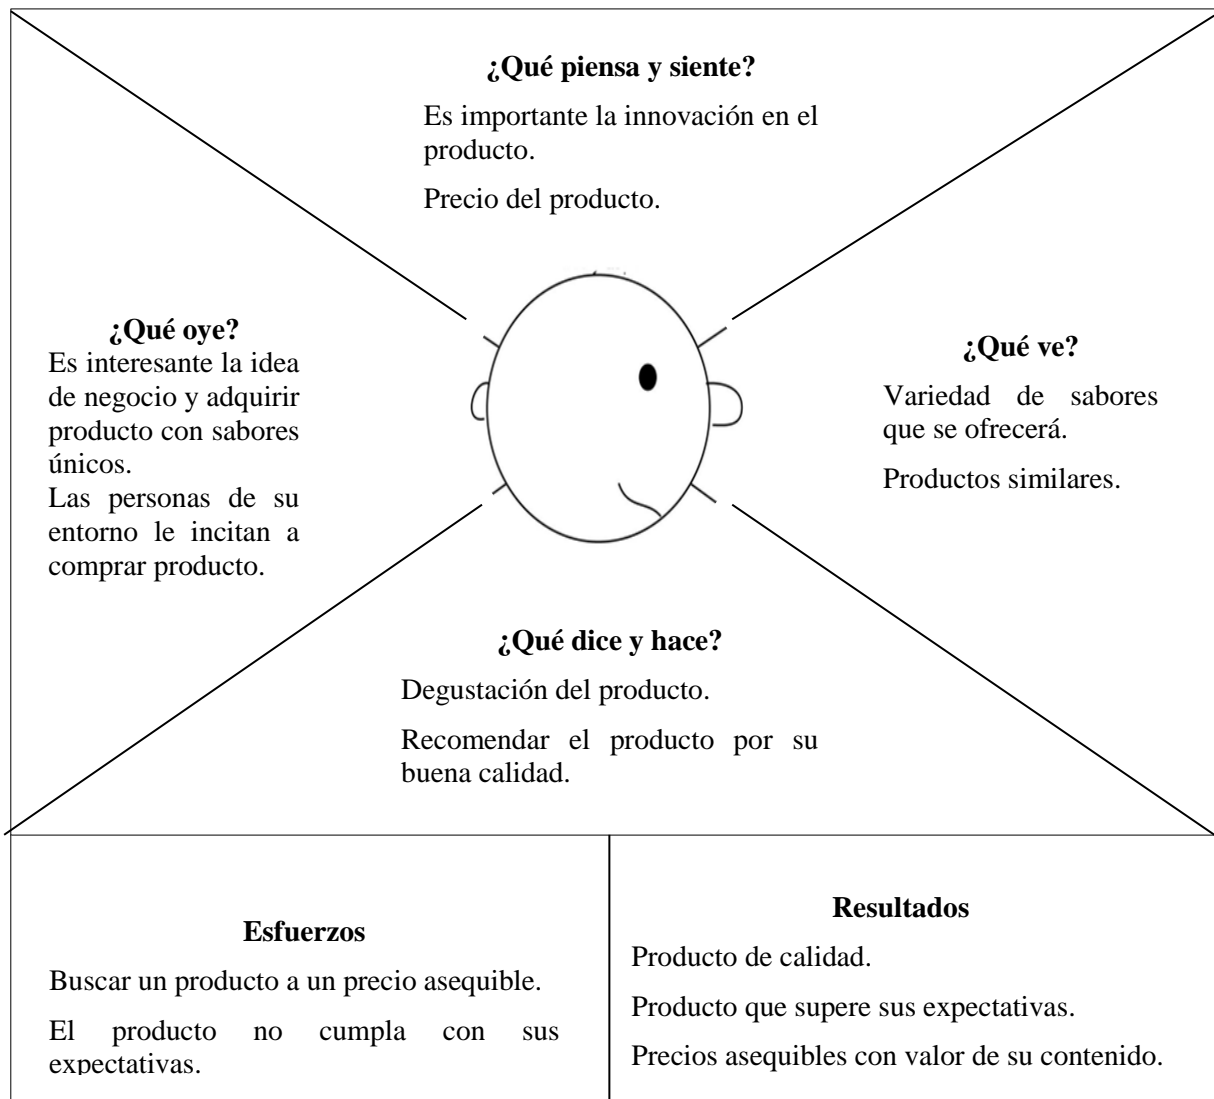 ¿Qué piensa y siente?
Es importante la innovación en el
producto.
Precio del producto.
¿Qué oye?
Es interesante la idea
de negocio y adquirir
producto con sabores
únicos.
Las personas de su
entorno le incitan a
comprar producto.
¿Qué ve?
Variedad de sabores
que se ofrecerá.
Productos similares.
¿Qué dice y hace?
Degustación del producto.
Recomendar el producto por su
buena calidad.
Esfuerzos
Buscar un producto a un precio asequible.
El producto no cumpla con sus
expectativas.
Resultados
Producto de calidad.
Producto que supere sus expectativas.
Precios asequibles con valor de su contenido.